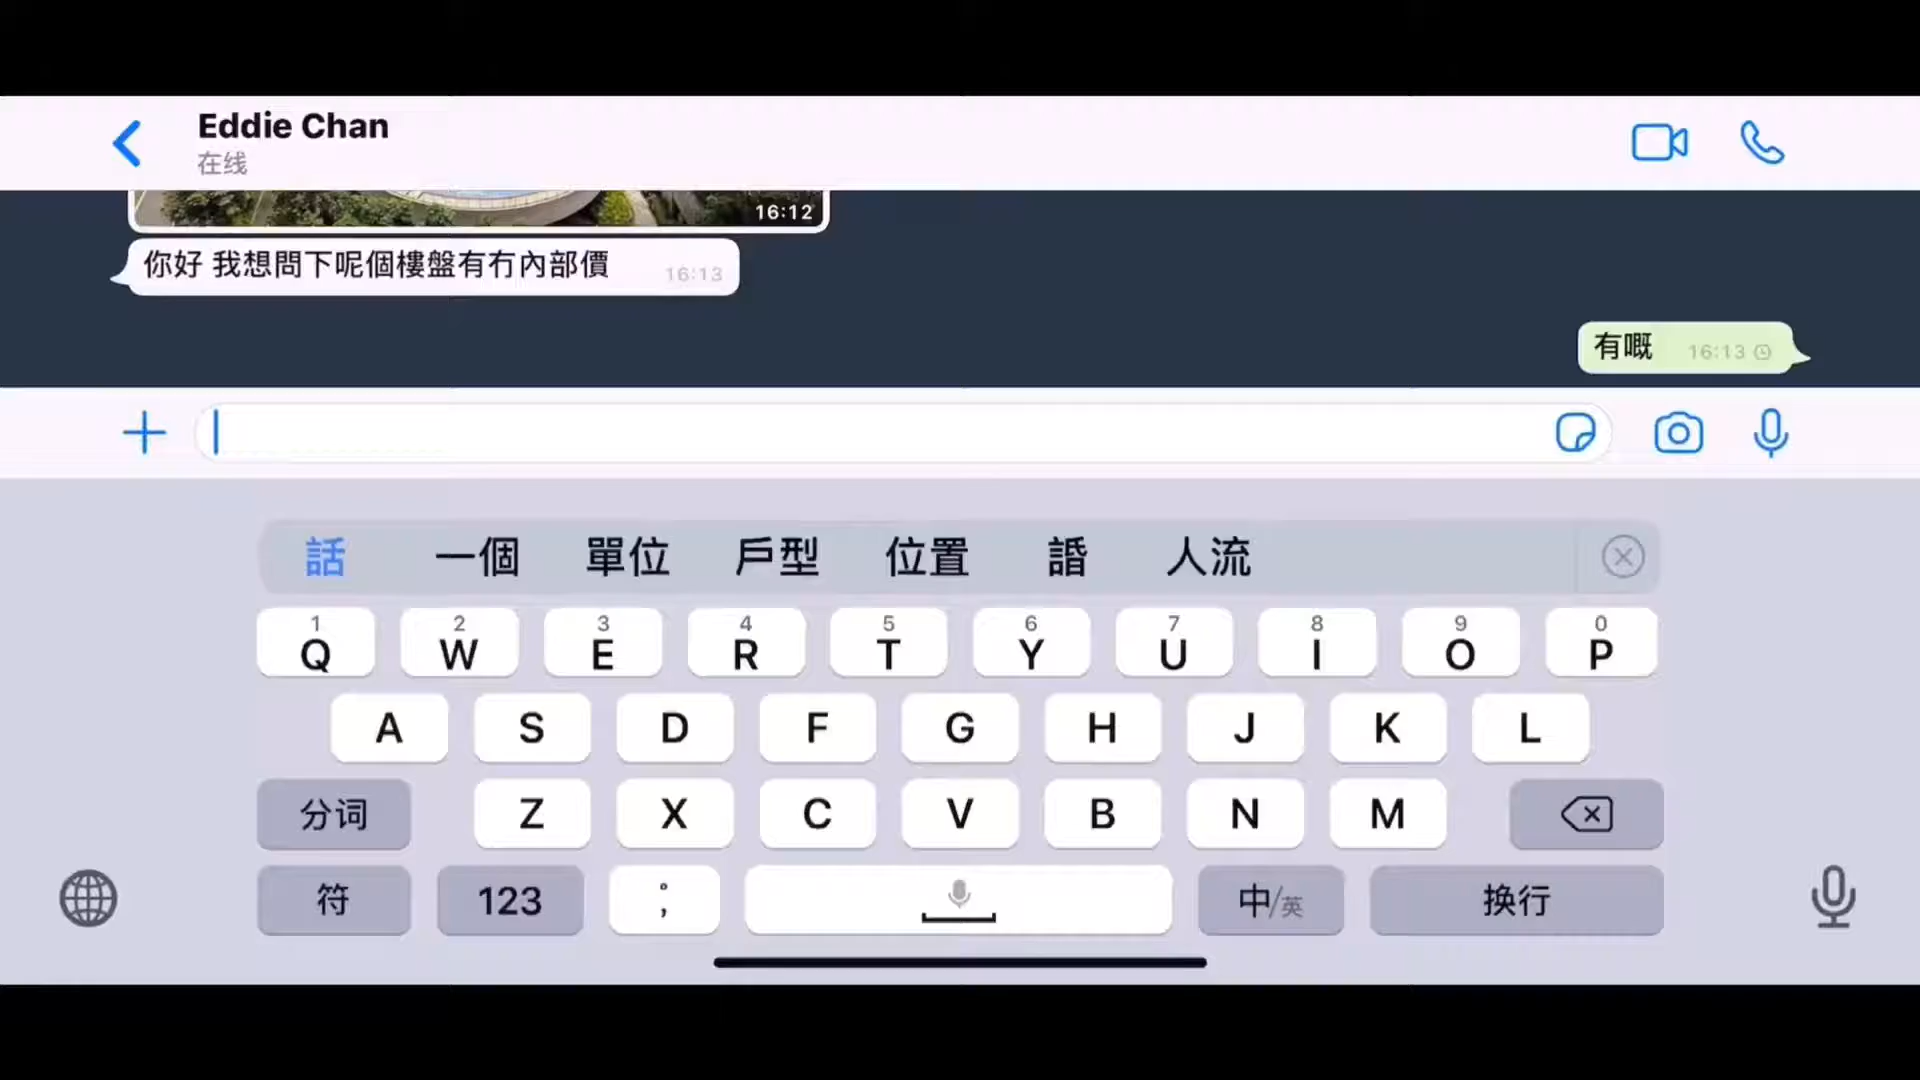 Eddie Chan
在线
16:12
你好 我想問下呢個樓盤有冇內部價 16:13
有嘅 16:13
話 一個 單位 戶型 位置 諙 人流
1 2 3 4 5 6 7 8 9 0
Q W E R T Y U I O P
A S D F G H J K L
分词 Z X C V B N M
符 123 ; 中/英 换行